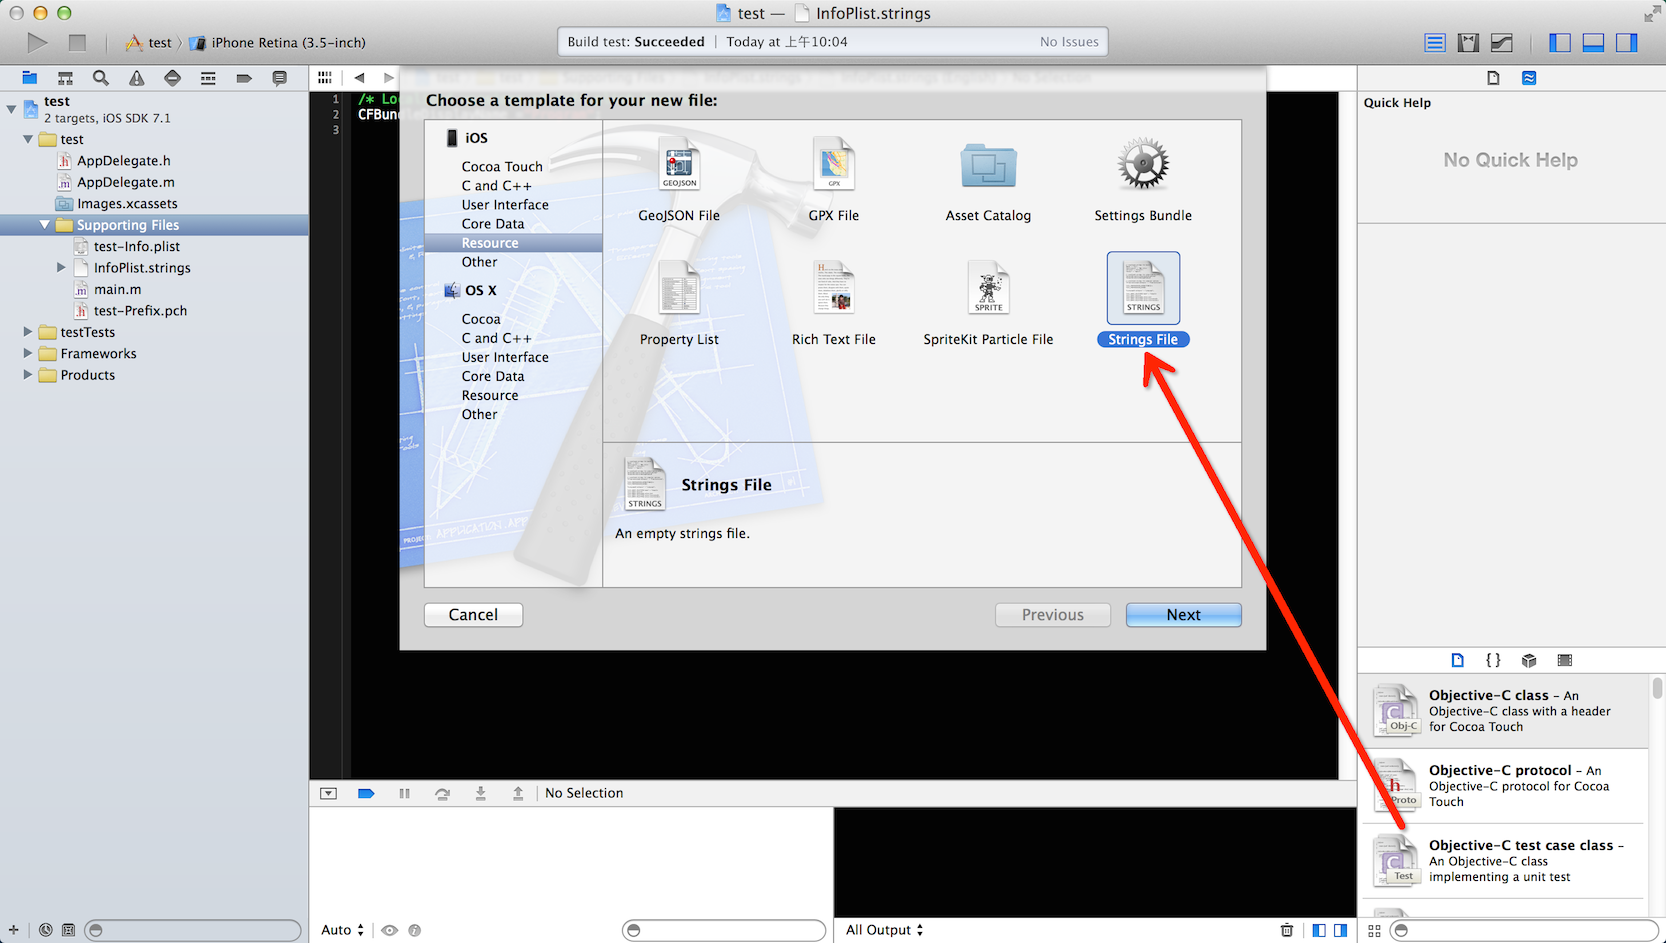 test — InfoPlist.strings
test 〉 iPhone Retina (3.5-inch)
Build test: Succeeded | Today at 上午10:04
No Issues
test
2 targets, iOS SDK 7.1
test
AppDelegate.h
AppDelegate.m
Images.xcassets
Supporting Files
test-Info.plist
InfoPlist.strings
main.m
test-Prefix.pch
testTests
Frameworks
Products
1 /* Lo
2 CFBun
3
Choose a template for your new file:
iOS
Cocoa Touch
C and C++
User Interface
Core Data
Resource
Other
OS X
Cocoa
C and C++
User Interface
Core Data
Resource
Other
GEOJSON
GeoJSON File
GPX
GPX File
Asset Catalog
Settings Bundle
Property List
Rich Text File
SPRITE
SpriteKit Particle File
STRINGS
Strings File
STRINGS
Strings File
An empty strings file.
Cancel
Previous
Next
Quick Help
No Quick Help
{ }
Obj-C
Objective-C class – An
Objective-C class with a header
for Cocoa Touch
Proto
Objective-C protocol – An
Objective-C protocol for Cocoa
Touch
Test
Objective-C test case class –
An Objective-C class
implementing a unit test
No Selection
Auto
All Output